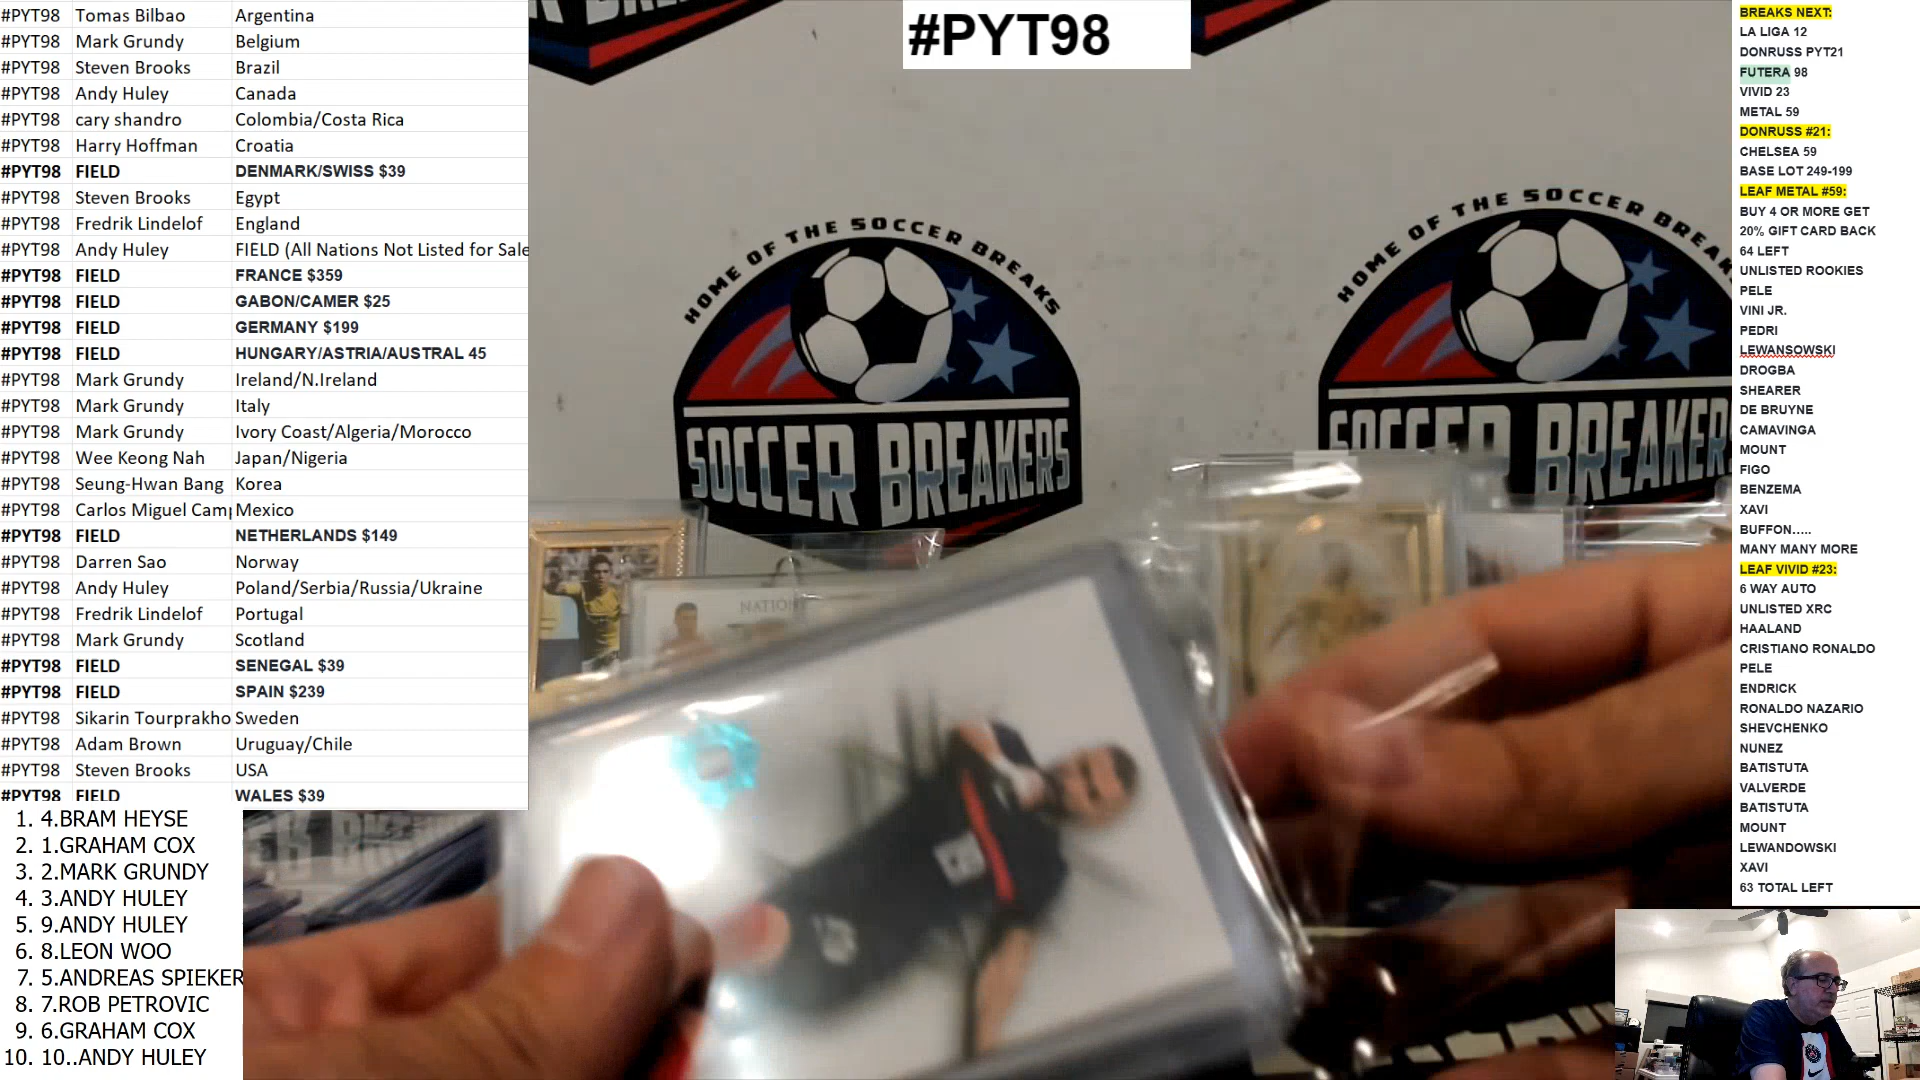 #PYT98 Tomas Bilbao Argentina
#PYT98 Mark Grundy Belgium
#PYT98 Steven Brooks Brazil
#PYT98 Andy Huley Canada
#PYT98 cary shandro Colombia/Costa Rica
#PYT98 Harry Hoffman Croatia
#PYT98 FIELD DENMARK/SWISS $39
#PYT98 Steven Brooks Egypt
#PYT98 Fredrik Lindelof England
#PYT98 Andy Huley FIELD (All Nations Not Listed for Sale
#PYT98 FIELD FRANCE $359
#PYT98 FIELD GABON/CAMER $25
#PYT98 FIELD GERMANY $199
#PYT98 FIELD HUNGARY/ASTRIA/AUSTRAL 45
#PYT98 Mark Grundy Ireland/N.Ireland
#PYT98 Mark Grundy Italy
#PYT98 Mark Grundy Ivory Coast/Algeria/Morocco
#PYT98 Wee Keong Nah Japan/Nigeria
#PYT98 Seung-Hwan Bang Korea
#PYT98 Carlos Miguel Camp Mexico
#PYT98 FIELD NETHERLANDS $149
#PYT98 Darren Sao Norway
#PYT98 Andy Huley Poland/Serbia/Russia/Ukraine
#PYT98 Fredrik Lindelof Portugal
#PYT98 Mark Grundy Scotland
#PYT98 FIELD SENEGAL $39
#PYT98 FIELD SPAIN $239
#PYT98 Sikarin Tourprakho Sweden
#PYT98 Adam Brown Uruguay/Chile
#PYT98 Steven Brooks USA
#PYT98 FIELD WALES $39
1. 4.BRAM HEYSE
2. 1.GRAHAM COX
3. 2.MARK GRUNDY
4. 3.ANDY HULEY
5. 9.ANDY HULEY
6. 8.LEON WOO
7. 5.ANDREAS SPIEKER
8. 7.ROB PETROVIC
9. 6.GRAHAM COX
10. 10..ANDY HULEY
#PYT98
HOME OF THE SOCCER BREAKS
SOCCER BREAKERS
HOME OF THE SOCCER BREA
SOCCER BREAKER
NATION
BREAKS NEXT:
LA LIGA 12
DONRUSS PYT21
FUTERA 98
VIVID 23
METAL 59
DONRUSS #21:
CHELSEA 59
BASE LOT 249-199
LEAF METAL #59:
BUY 4 OR MORE GET
20% GIFT CARD BACK
64 LEFT
UNLISTED ROOKIES
PELE
VINI JR.
PEDRI
LEWANSOWSKI
DROGBA
SHEARER
DE BRUYNE
CAMAVINGA
MOUNT
FIGO
BENZEMA
XAVI
BUFFON.....
MANY MANY MORE
LEAF VIVID #23:
6 WAY AUTO
UNLISTED XRC
HAALAND
CRISTIANO RONALDO
PELE
ENDRICK
RONALDO NAZARIO
SHEVCHENKO
NUNEZ
BATISTUTA
VALVERDE
BATISTUTA
MOUNT
LEWANDOWSKI
XAVI
63 TOTAL LEFT